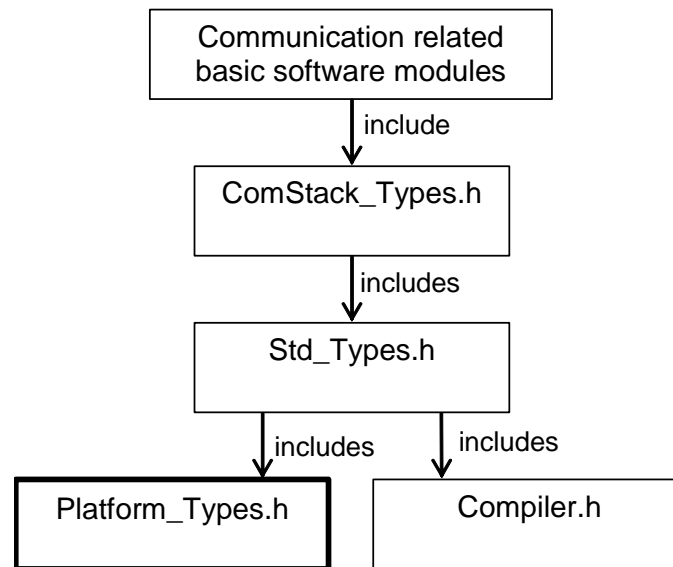 Communication related
basic software modules
include
ComStack_Types.h
includes
Std_Types.h
includes
includes
Platform_Types.h
Compiler.h